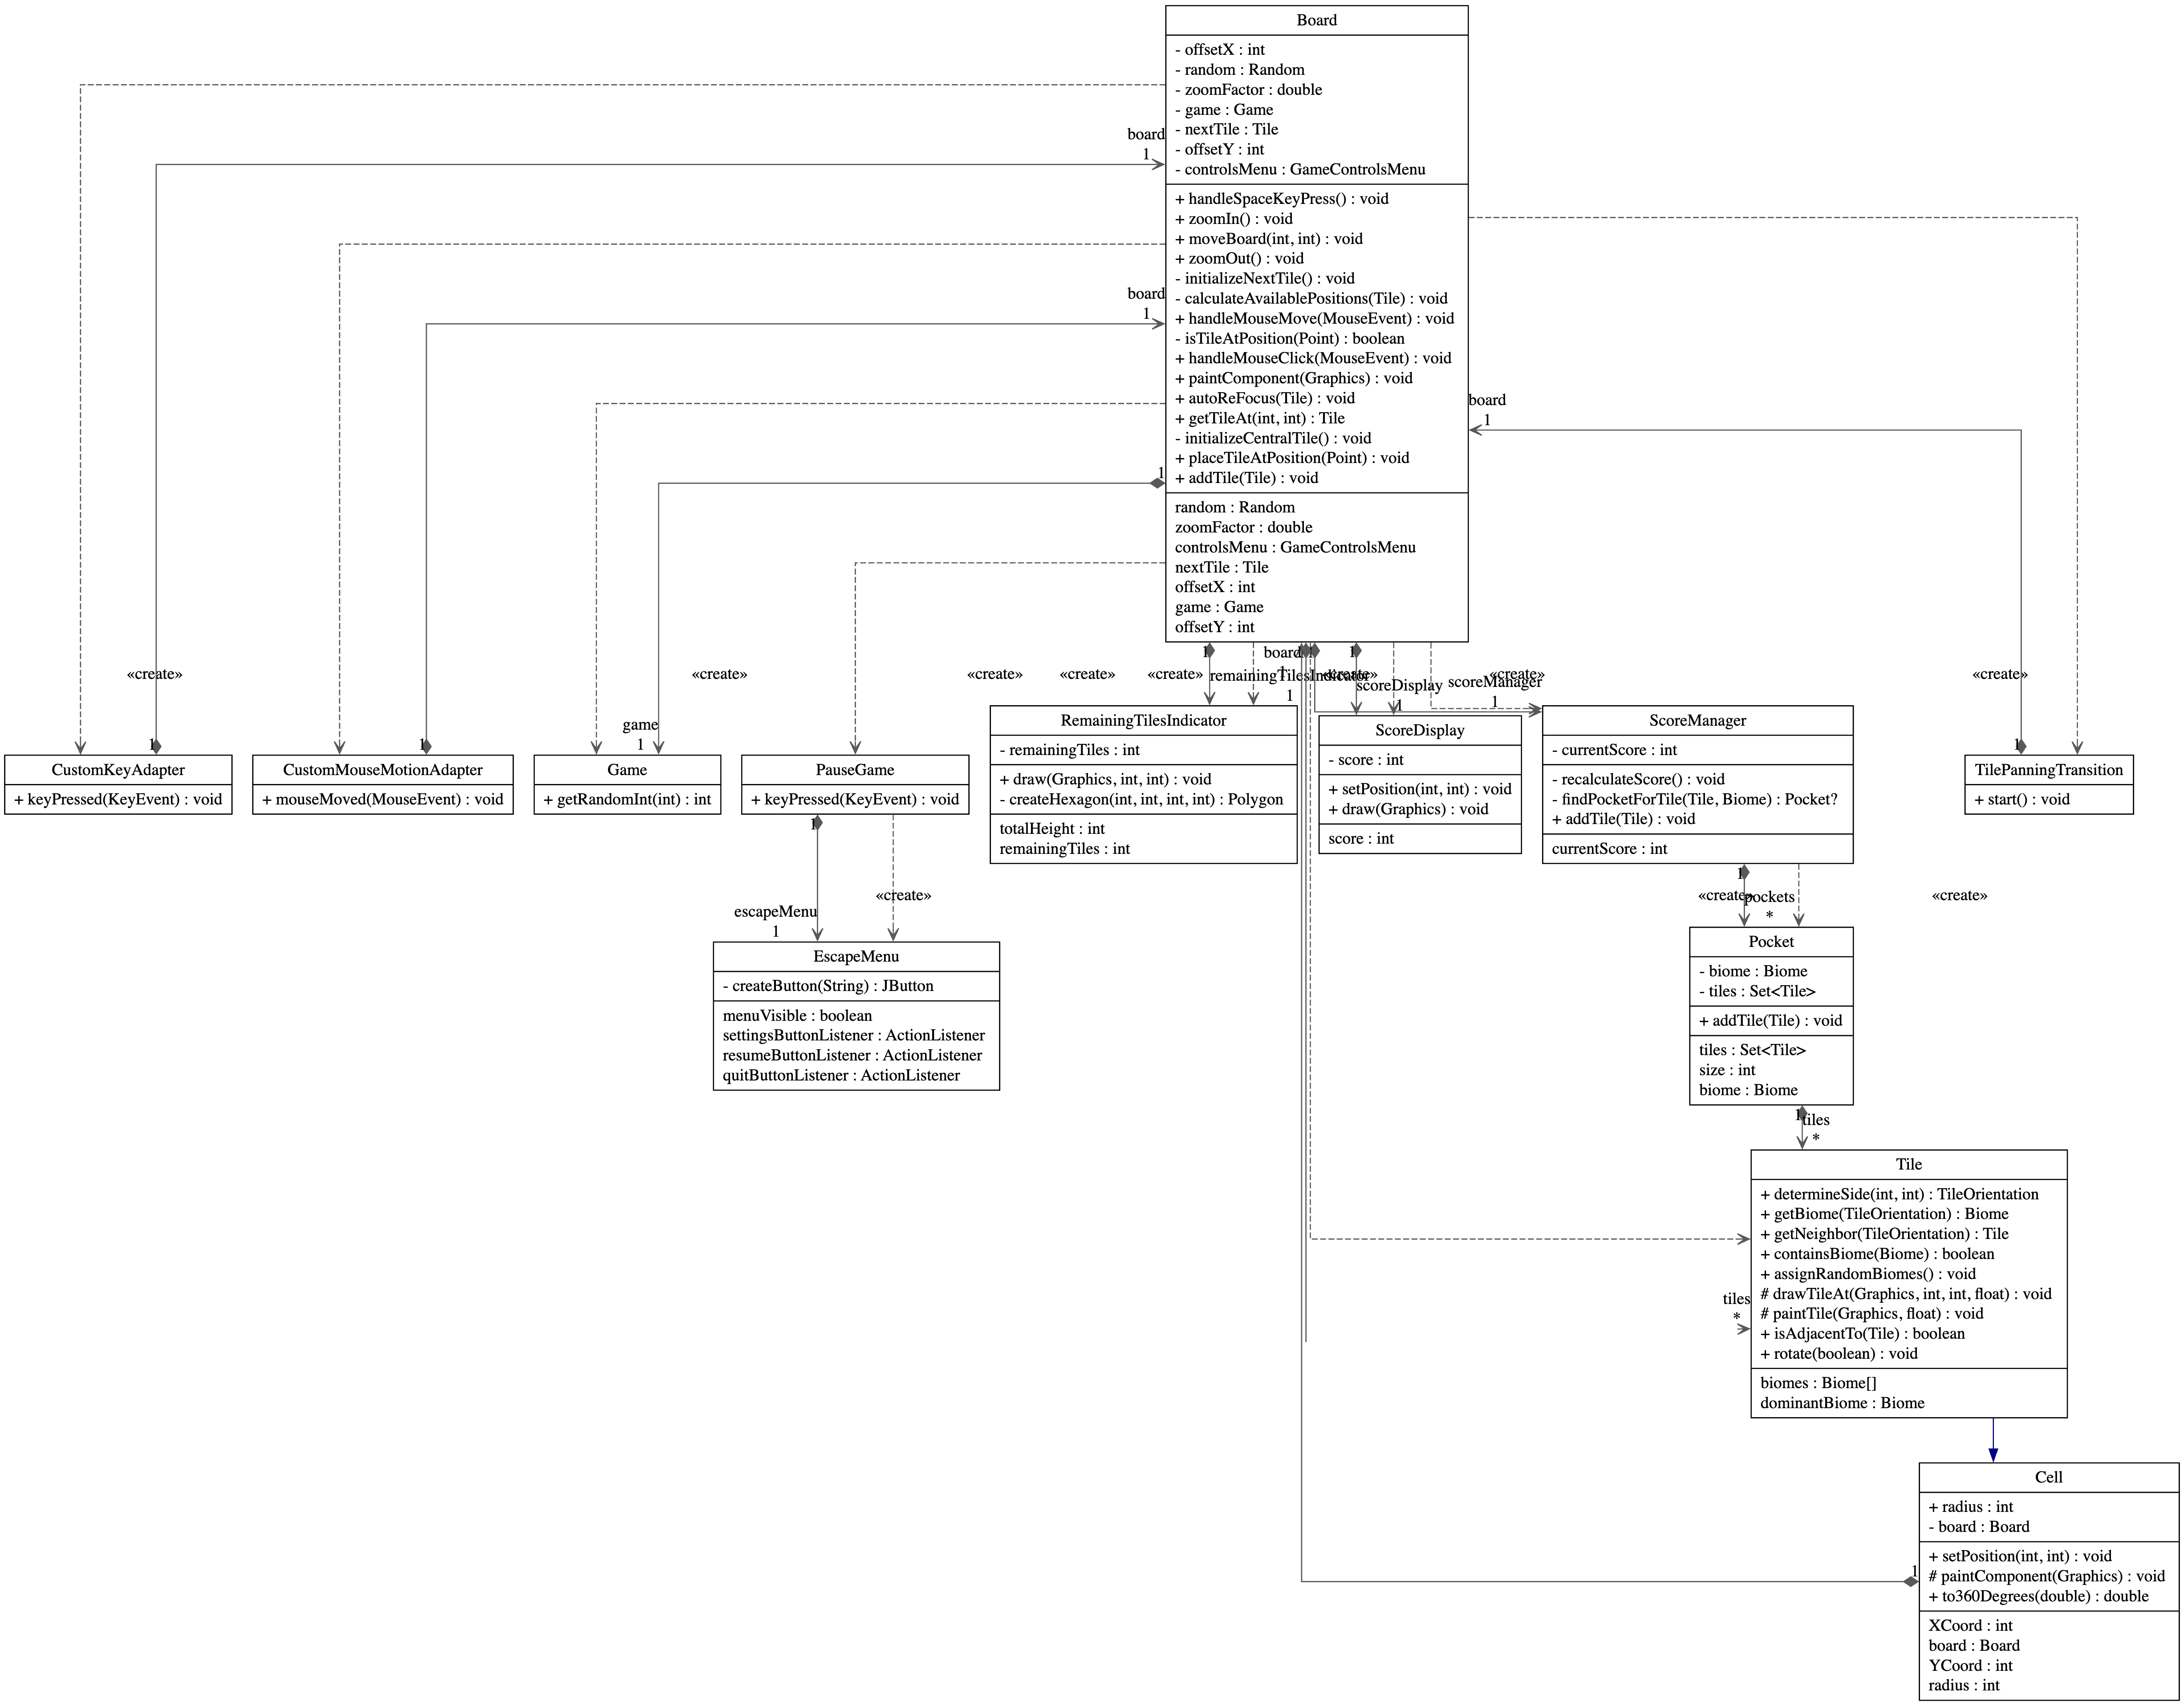 Board
- offsetX : int
- random : Random
- zoomFactor : double
- game : Game
- nextTile : Tile
- offsetY : int
- controlsMenu : GameControlsMenu
+ handleSpaceKeyPress() : void
+ zoomIn() : void
+ moveBoard(int, int) : void
+ zoomOut() : void
- initializeNextTile() : void
- calculateAvailablePositions(Tile) : void
+ handleMouseMove(MouseEvent) : void
- isTileAtPosition(Point) : boolean
+ handleMouseClick(MouseEvent) : void
+ paintComponent(Graphics) : void
+ autoReFocus(Tile) : void
+ getTileAt(int, int) : Tile
- initializeCentralTile() : void
+ placeTileAtPosition(Point) : void
+ addTile(Tile) : void
random : Random
zoomFactor : double
controlsMenu : GameControlsMenu
nextTile : Tile
offsetX : int
game : Game
offsetY : int
board
1
board
1
board
1
1
1
board
1
1
1
«create»
«create»
«create»
«create»
«create»
remainingTilesIndicator
1
1
«create»
scoreDisplay
1
scoreManager
1
«create»
«create»
game
1
1
1
1
CustomKeyAdapter
+ keyPressed(KeyEvent) : void
CustomMouseMotionAdapter
+ mouseMoved(MouseEvent) : void
Game
+ getRandomInt(int) : int
PauseGame
+ keyPressed(KeyEvent) : void
RemainingTilesIndicator
- remainingTiles : int
+ draw(Graphics, int, int) : void
- createHexagon(int, int, int, int) : Polygon
totalHeight : int
remainingTiles : int
ScoreDisplay
- score : int
+ setPosition(int, int) : void
+ draw(Graphics) : void
score : int
ScoreManager
- currentScore : int
- recalculateScore() : void
- findPocketForTile(Tile, Biome) : Pocket?
+ addTile(Tile) : void
currentScore : int
TilePanningTransition
+ start() : void
1
«create»
escapeMenu
1
1
«create»
pockets
*
«create»
EscapeMenu
- createButton(String) : JButton
menuVisible : boolean
settingsButtonListener : ActionListener
resumeButtonListener : ActionListener
quitButtonListener : ActionListener
Pocket
- biome : Biome
- tiles : Set<Tile>
+ addTile(Tile) : void
tiles : Set<Tile>
size : int
biome : Biome
1
tiles
*
Tile
+ determineSide(int, int) : TileOrientation
+ getBiome(TileOrientation) : Biome
+ getNeighbor(TileOrientation) : Tile
+ containsBiome(Biome) : boolean
+ assignRandomBiomes() : void
# drawTileAt(Graphics, int, int, float) : void
# paintTile(Graphics, float) : void
+ isAdjacentTo(Tile) : boolean
+ rotate(boolean) : void
biomes : Biome[]
dominantBiome : Biome
tiles
*
Cell
+ radius : int
- board : Board
+ setPosition(int, int) : void
# paintComponent(Graphics) : void
+ to360Degrees(double) : double
XCoord : int
board : Board
YCoord : int
radius : int
1